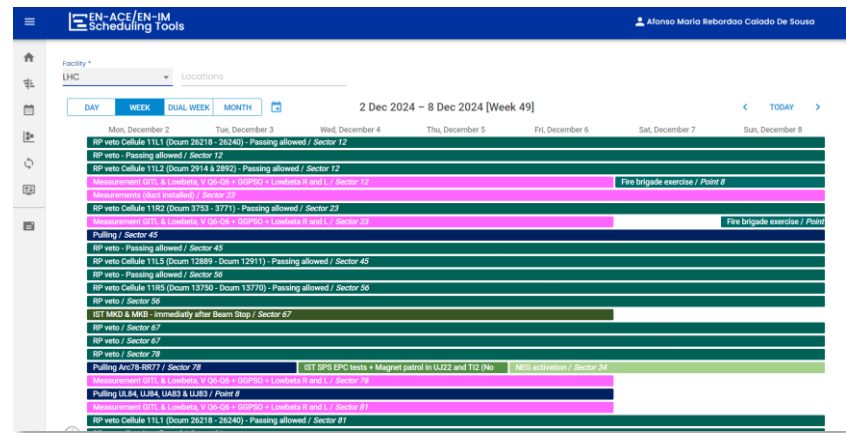 EN-ACE/EN-IM
Scheduling Tools
Afonso Maria Rebordao Calado De Sousa
Facility *
LHC
Locations
DAY WEEK DUAL WEEK MONTH
2 Dec 2024 – 8 Dec 2024 [Week 49]
TODAY
Mon, December 2 Tue, December 3 Wed, December 4 Thu, December 5 Fri, December 6 Sat, December 7 Sun, December 8
RP veto Cellule 11L1 (Dcum 26218 - 26240) - Passing allowed / Sector 12
RP veto - Passing allowed / Sector 12
RP veto Cellule 11L2 (Dcum 2914 à 2892) - Passing allowed / Sector 12
Measurement GITL & Lowbeta, V Q6-Q6 + GGPSO + Lowbeta R and L / Sector 12 Fire brigade exercise / Point 8
Mesurements (duct installed) / Sector 23
RP veto Cellule 11R2 (Dcum 3753 - 3771) - Passing allowed / Sector 23
Measurement GITL & Lowbeta, V Q6-Q6 + GGPSO + Lowbeta R and L / Sector 23 Fire brigade exercise / Point
Pulling / Sector 45
RP veto - Passing allowed / Sector 45
RP veto Cellule 11L5 (Dcum 12889 - Dcum 12911) - Passing allowed / Sector 45
RP veto - Passing allowed / Sector 56
RP veto Cellule 11R5 (Dcum 13750 - Dcum 13770) - Passing allowed / Sector 56
RP veto / Sector 56
IST MKD & MKB - immediatly after Beam Stop / Sector 67
RP veto / Sector 67
RP veto / Sector 67
RP veto / Sector 78
Pulling Arc78-RR77 / Sector 78 IST SPS EPC tests + Magnet patrol in UJ22 and TI2 (No NEG activation / Sector 34
Measurement GITL & Lowbeta, V Q6-Q6 + GGPSO + Lowbeta R and L / Sector 78
Pulling UL84, UJ84, UA83 & UJ83 / Point 8
Measurement GITL & Lowbeta, V Q6-Q6 + GGPSO + Lowbeta R and L / Sector 81
RP veto Cellule 11L1 (Dcum 26218 - 26240) - Passing allowed / Sector 81